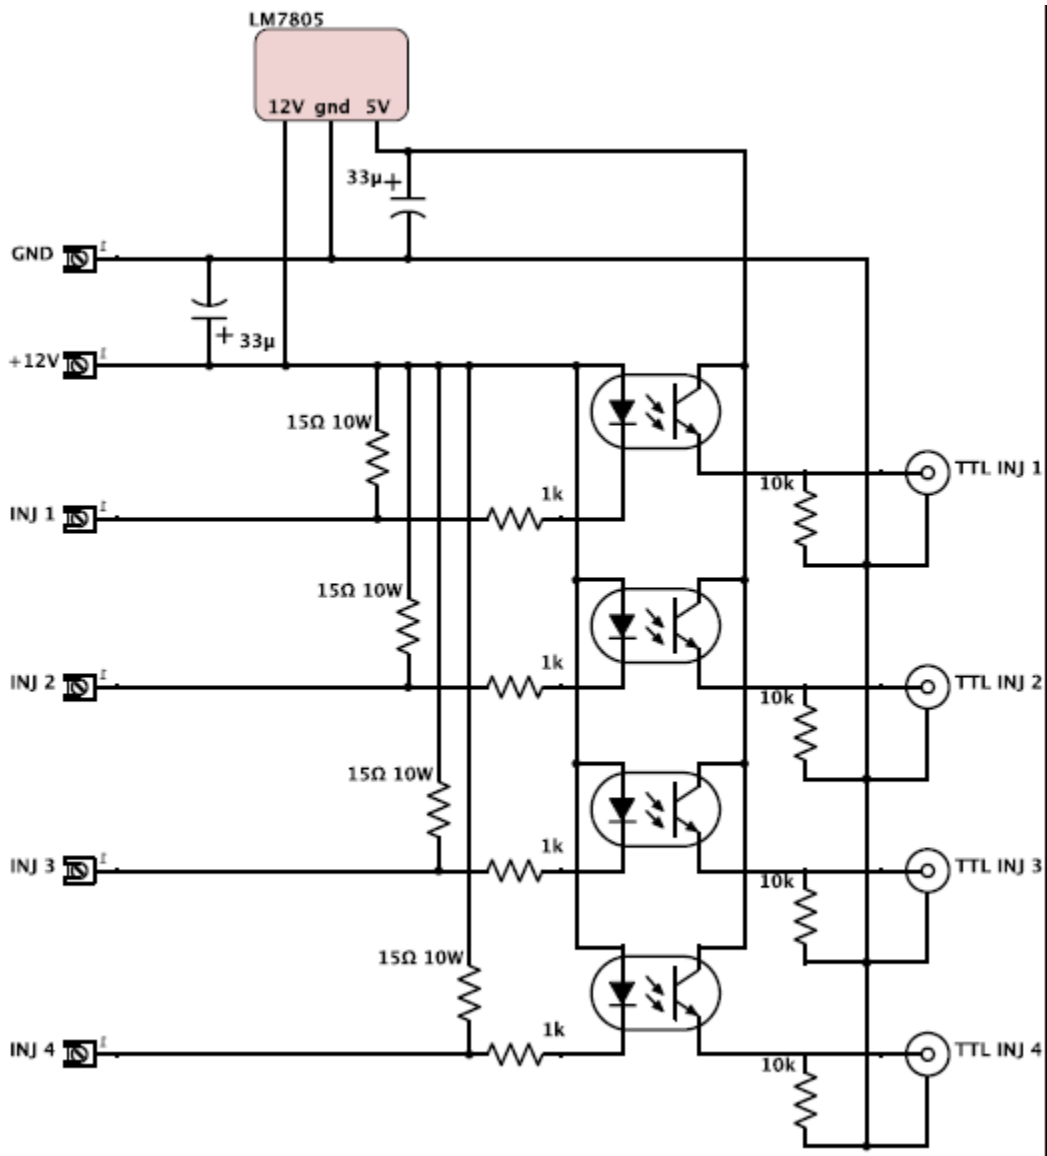 LM7805
12V gnd 5V
33µ+
GND
+ 33µ
+12V
15Ω 10W
TTL INJ 1
10k
1k
INJ 1
15Ω 10W
1k
INJ 2
TTL INJ 2
10k
15Ω 10W
1k
INJ 3
TTL INJ 3
10k
15Ω 10W
1k
INJ 4
TTL INJ 4
10k